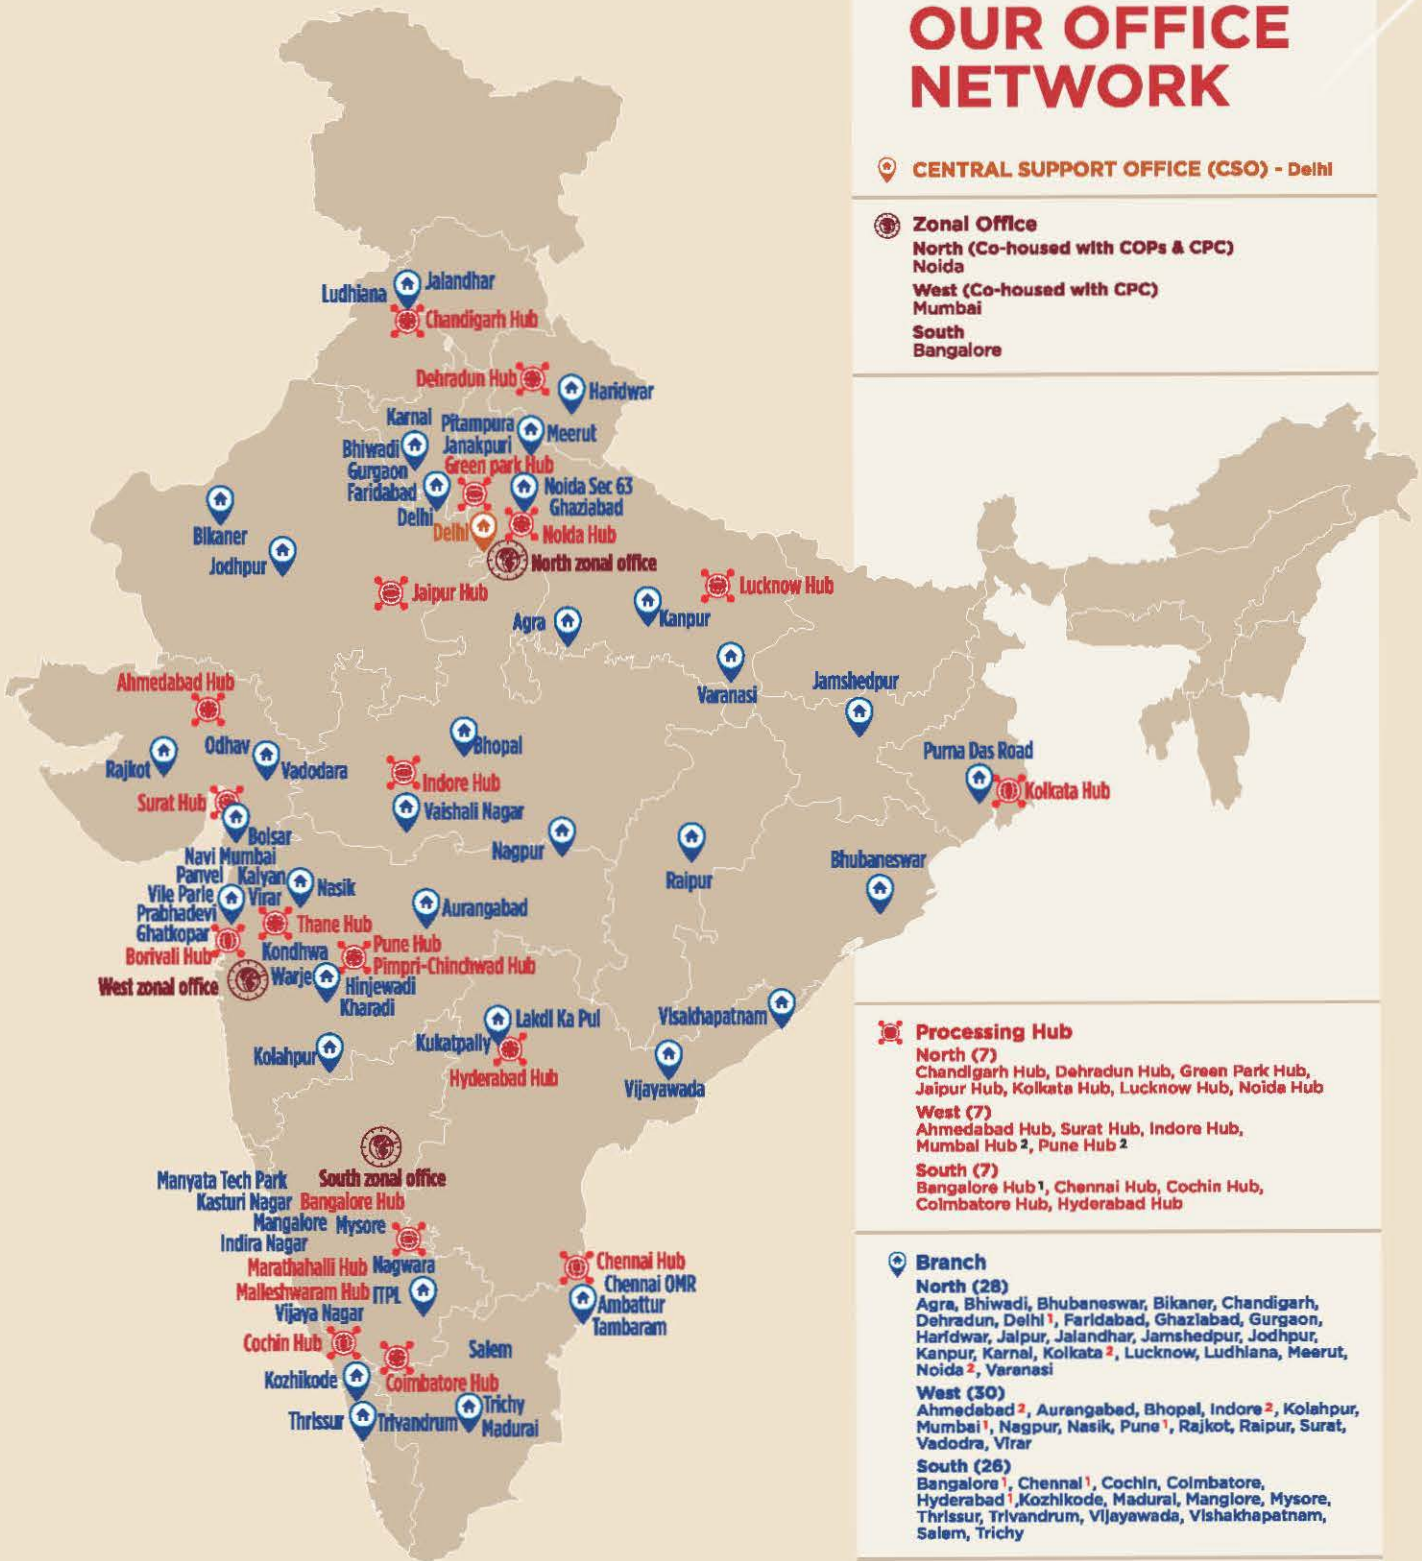 OUR OFFICE
NETWORK
CENTRAL SUPPORT OFFICE (CSO) - Delhi
Zonal Office
North (Co-housed with COPs & CPC)
Noida
West (Co-housed with CPC)
Mumbai
South
Bangalore
Jalandhar
Ludhiana
Chandigarh Hub
Dehradun Hub
Haridwar
Karnal
Pitampura
Meerut
Bhiwadi
Janakpuri
Gurgaon
Green park Hub
Faridabad
Noida Sec 63
Ghaziabad
Delhi
Delhi
Noida Hub
Bikaner
North zonal office
Jodhpur
Jaipur Hub
Lucknow Hub
Agra
Kanpur
Varanasi
Jamshedpur
Ahmedabad Hub
Odhav
Bhopal
Purna Das Road
Rajkot
Vadodara
Indore Hub
Kolkata Hub
Surat Hub
Vaishali Nagar
Bolsar
Nagpur
Navi Mumbai
Bhubaneswar
Panvel
Kalyan
Raipur
Nasik
Vile Parle
Virar
Aurangabad
Prabhadevi
Thane Hub
Ghatkopar
Pune Hub
Borivali Hub
Kondhwa
Pimpri-Chinchwad Hub
West zonal office
Warje
Hinjewadi
Kharadi
Lakdi Ka Pul
Visakhapatnam
Kukatpally
Kolahpur
Hyderabad Hub
Vijayawada
South zonal office
Manyata Tech Park
Kasturi Nagar
Bangalore Hub
Mangalore
Mysore
Indira Nagar
Marathahalli Hub
Nagwara
Chennai Hub
Malleshwaram Hub
ITPL
Chennai OMR
Vijaya Nagar
Ambattur
Tambaram
Cochin Hub
Salem
Kozhikode
Coimbatore Hub
Thrissur
Trivandrum
Trichy
Madurai
Processing Hub
North (7)
Chandigarh Hub, Dehradun Hub, Green Park Hub,
Jaipur Hub, Kolkata Hub, Lucknow Hub, Noida Hub
West (7)
Ahmedabad Hub, Surat Hub, Indore Hub,
Mumbai Hub 2, Pune Hub 2
South (7)
Bangalore Hub 1, Chennai Hub, Cochin Hub,
Coimbatore Hub, Hyderabad Hub
Branch
North (28)
Agra, Bhiwadi, Bhubaneswar, Bikaner, Chandigarh,
Dehradun, Delhi 1, Faridabad, Ghaziabad, Gurgaon,
Haridwar, Jaipur, Jalandhar, Jamshedpur, Jodhpur,
Kanpur, Karnal, Kolkata 2, Lucknow, Ludhiana, Meerut,
Noida 2, Varanasi
West (30)
Ahmedabad 2, Aurangabad, Bhopal, Indore 2, Kolahpur,
Mumbai 1, Nagpur, Nasik, Pune 1, Rajkot, Raipur, Surat,
Vadodra, Virar
South (26)
Bangalore 1, Chennai 1, Cochin, Coimbatore,
Hyderabad 1,Kozhikode, Madurai, Manglore, Mysore,
Thrissur, Trivandrum, Vijayawada, Vishakhapatnam,
Salem, Trichy